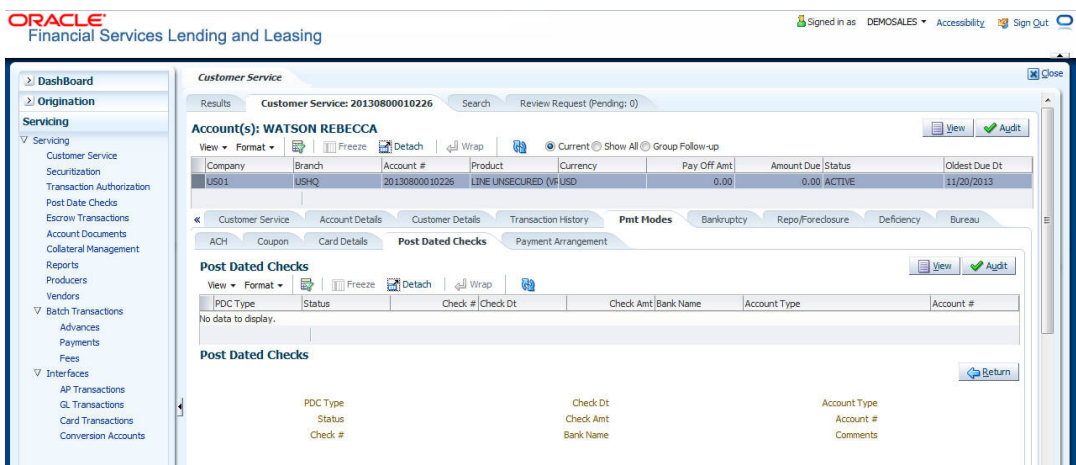 ORACLE'
Financial Services Lending and Leasing
Signed in as DEMOSALES Accessibility Sign Out
Close
DashBoard
Origination
Servicing
Servicing
Customer Service
Securitization
Transaction Authorization
Post Date Checks
Escrow Transactions
Account Documents
Collateral Management
Reports
Producers
Vendors
Batch Transactions
Advances
Payments
Fees
Interfaces
AP Transactions
GL Transactions
Card Transactions
Conversion Accounts
Customer Service
Results Customer Service: 20130800010226 Search Review Request (Pending: 0)
Account(s): WATSON REBECCA View Audit
View Format Freeze Detach Wrap Current Show All Group Follow-up
Company Branch Account # Product Currency Pay Off Amt Amount Due Status Oldest Due Dt
US01 USHQ 20130800010226 LINE UNSECURED (VR USD 0.00 0.00 ACTIVE 11/20/2013
Customer Service Account Details Customer Details Transaction History Pmt Modes Bankruptcy Repo/Foreclosure Deficiency Bureau
ACH Coupon Card Details Post Dated Checks Payment Arrangement
Post Dated Checks View Audit
View Format Freeze Detach Wrap
PDC Type Status Check # Check Dt Check Amt Bank Name Account Type Account #
No data to display.
Post Dated Checks
Return
PDC Type Check Dt Account Type
Status Check Amt Account #
Check # Bank Name Comments